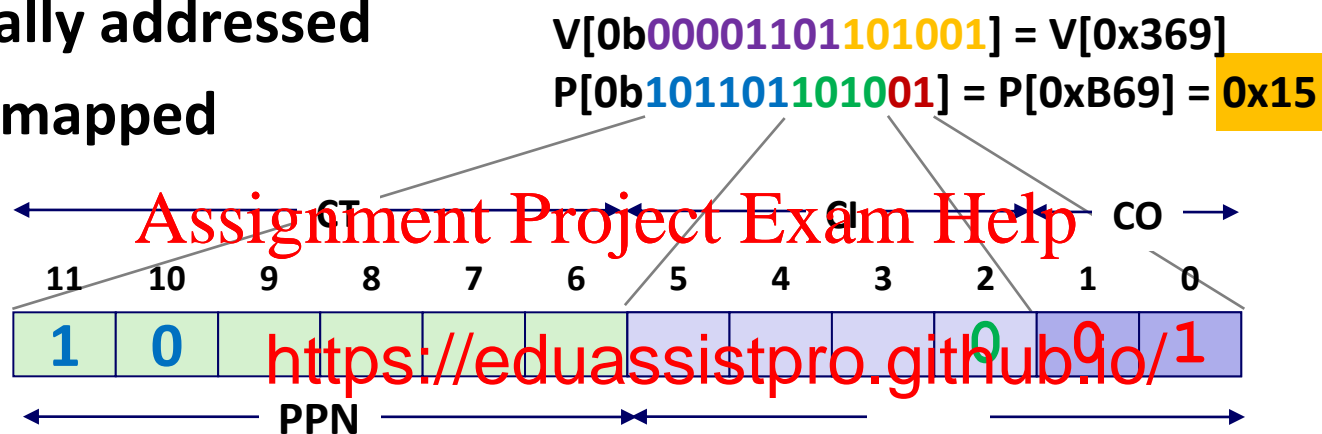 ally addressed
V[0b00001101101001] = V[0x369]
mapped
P[0b101101101001] = P[0xB69] = 0x15
CT CI CO
Assignment Project Exam Help
11 10 9 8 7 6 5 4 3 2 1 0
1 0 0 0 1
https://eduassistpro.github.io/
PPN